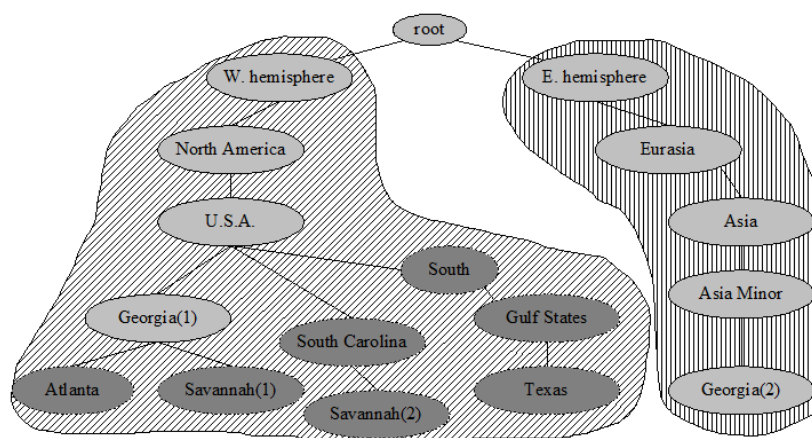 root
W. hemisphere
E. hemisphere
North America
Eurasia
U.S.A.
Asia
South
Asia Minor
Georgia(1)
Gulf States
South Carolina
Atlanta
Savannah(1)
Texas
Georgia(2)
Savannah(2)